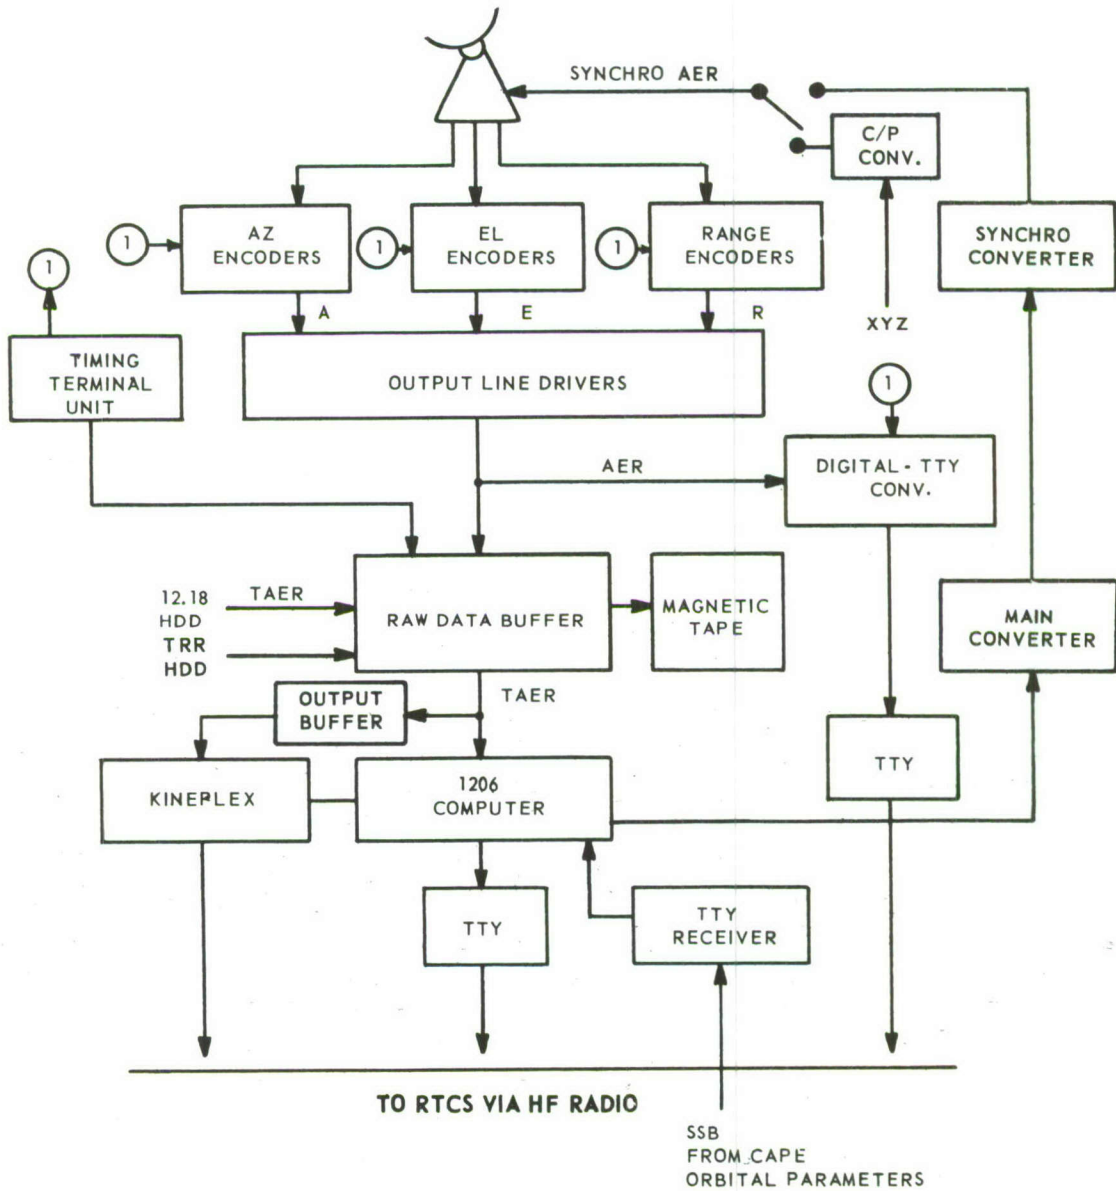 SYNCHRO AER
C/P
CONV.
AZ
ENCODERS
EL
ENCODERS
RANGE
ENCODERS
SYNCHRO
CONVERTER
1
1
1
1
A
E
R
XYZ
TIMING
TERMINAL
UNIT
OUTPUT LINE DRIVERS
1
AER
DIGITAL - TTY
CONV.
12.18
HDD
TAER
TRR
HDD
RAW DATA BUFFER
MAGNETIC
TAPE
MAIN
CONVERTER
TAER
OUTPUT
BUFFER
KINEPLEX
1206
COMPUTER
TTY
TTY
TTY
RECEIVER
TO RTCS VIA HF RADIO
SSB
FROM CAPE
ORBITAL PARAMETERS